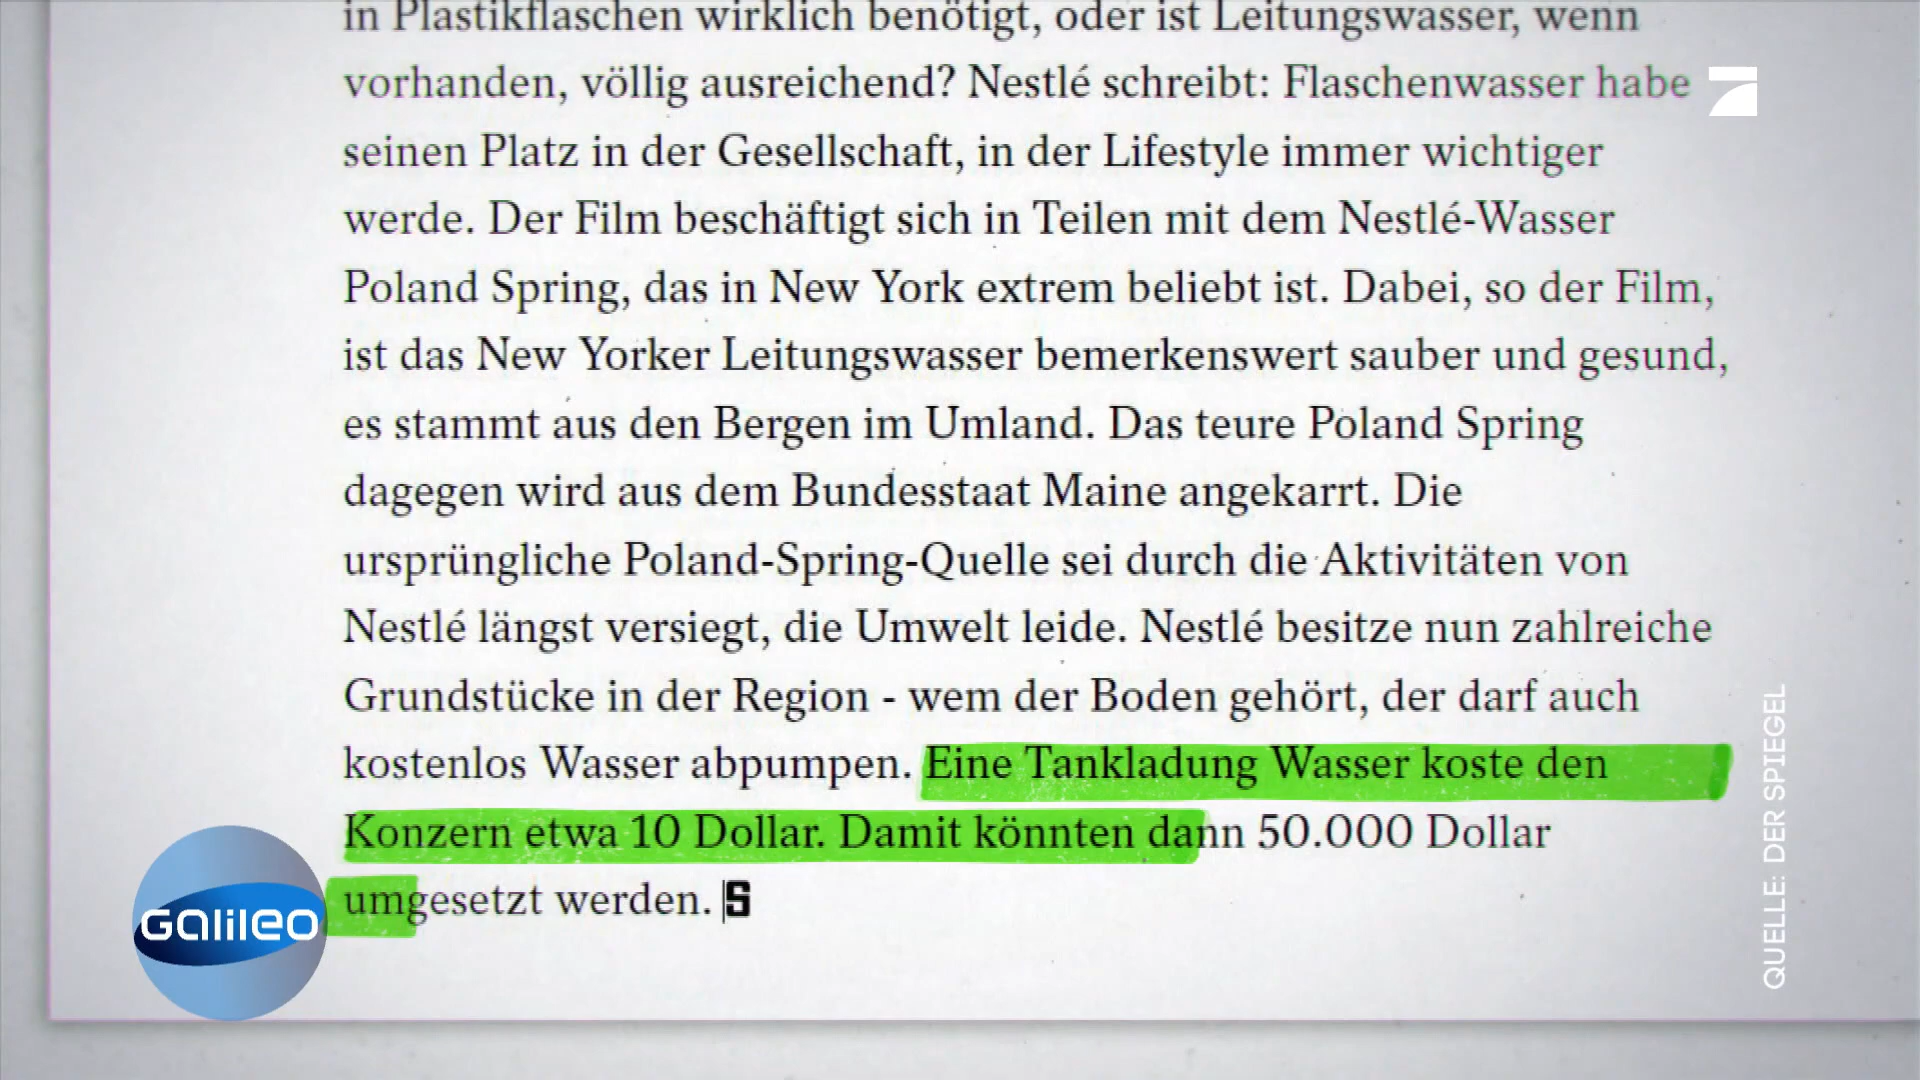 in Plastikflaschen wirklich benötigt, oder ist Leitungswasser, wenn
vorhanden, völlig ausreichend? Nestlé schreibt: Flaschenwasser habe
seinen Platz in der Gesellschaft, in der Lifestyle immer wichtiger
werde. Der Film beschäftigt sich in Teilen mit dem Nestlé-Wasser
Poland Spring, das in New York extrem beliebt ist. Dabei, so der Film,
ist das New Yorker Leitungswasser bemerkenswert sauber und gesund,
es stammt aus den Bergen im Umland. Das teure Poland Spring
dagegen wird aus dem Bundesstaat Maine angekarrt. Die
ursprüngliche Poland-Spring-Quelle sei durch die Aktivitäten von
Nestlé längst versiegt, die Umwelt leide. Nestlé besitze nun zahlreiche
Grundstücke in der Region - wem der Boden gehört, der darf auch
kostenlos Wasser abpumpen. Eine Tankladung Wasser koste den
Konzern etwa 10 Dollar. Damit könnten dann 50.000 Dollar
umgesetzt werden. S
Galileo
QUELLE: DER SPIEGEL